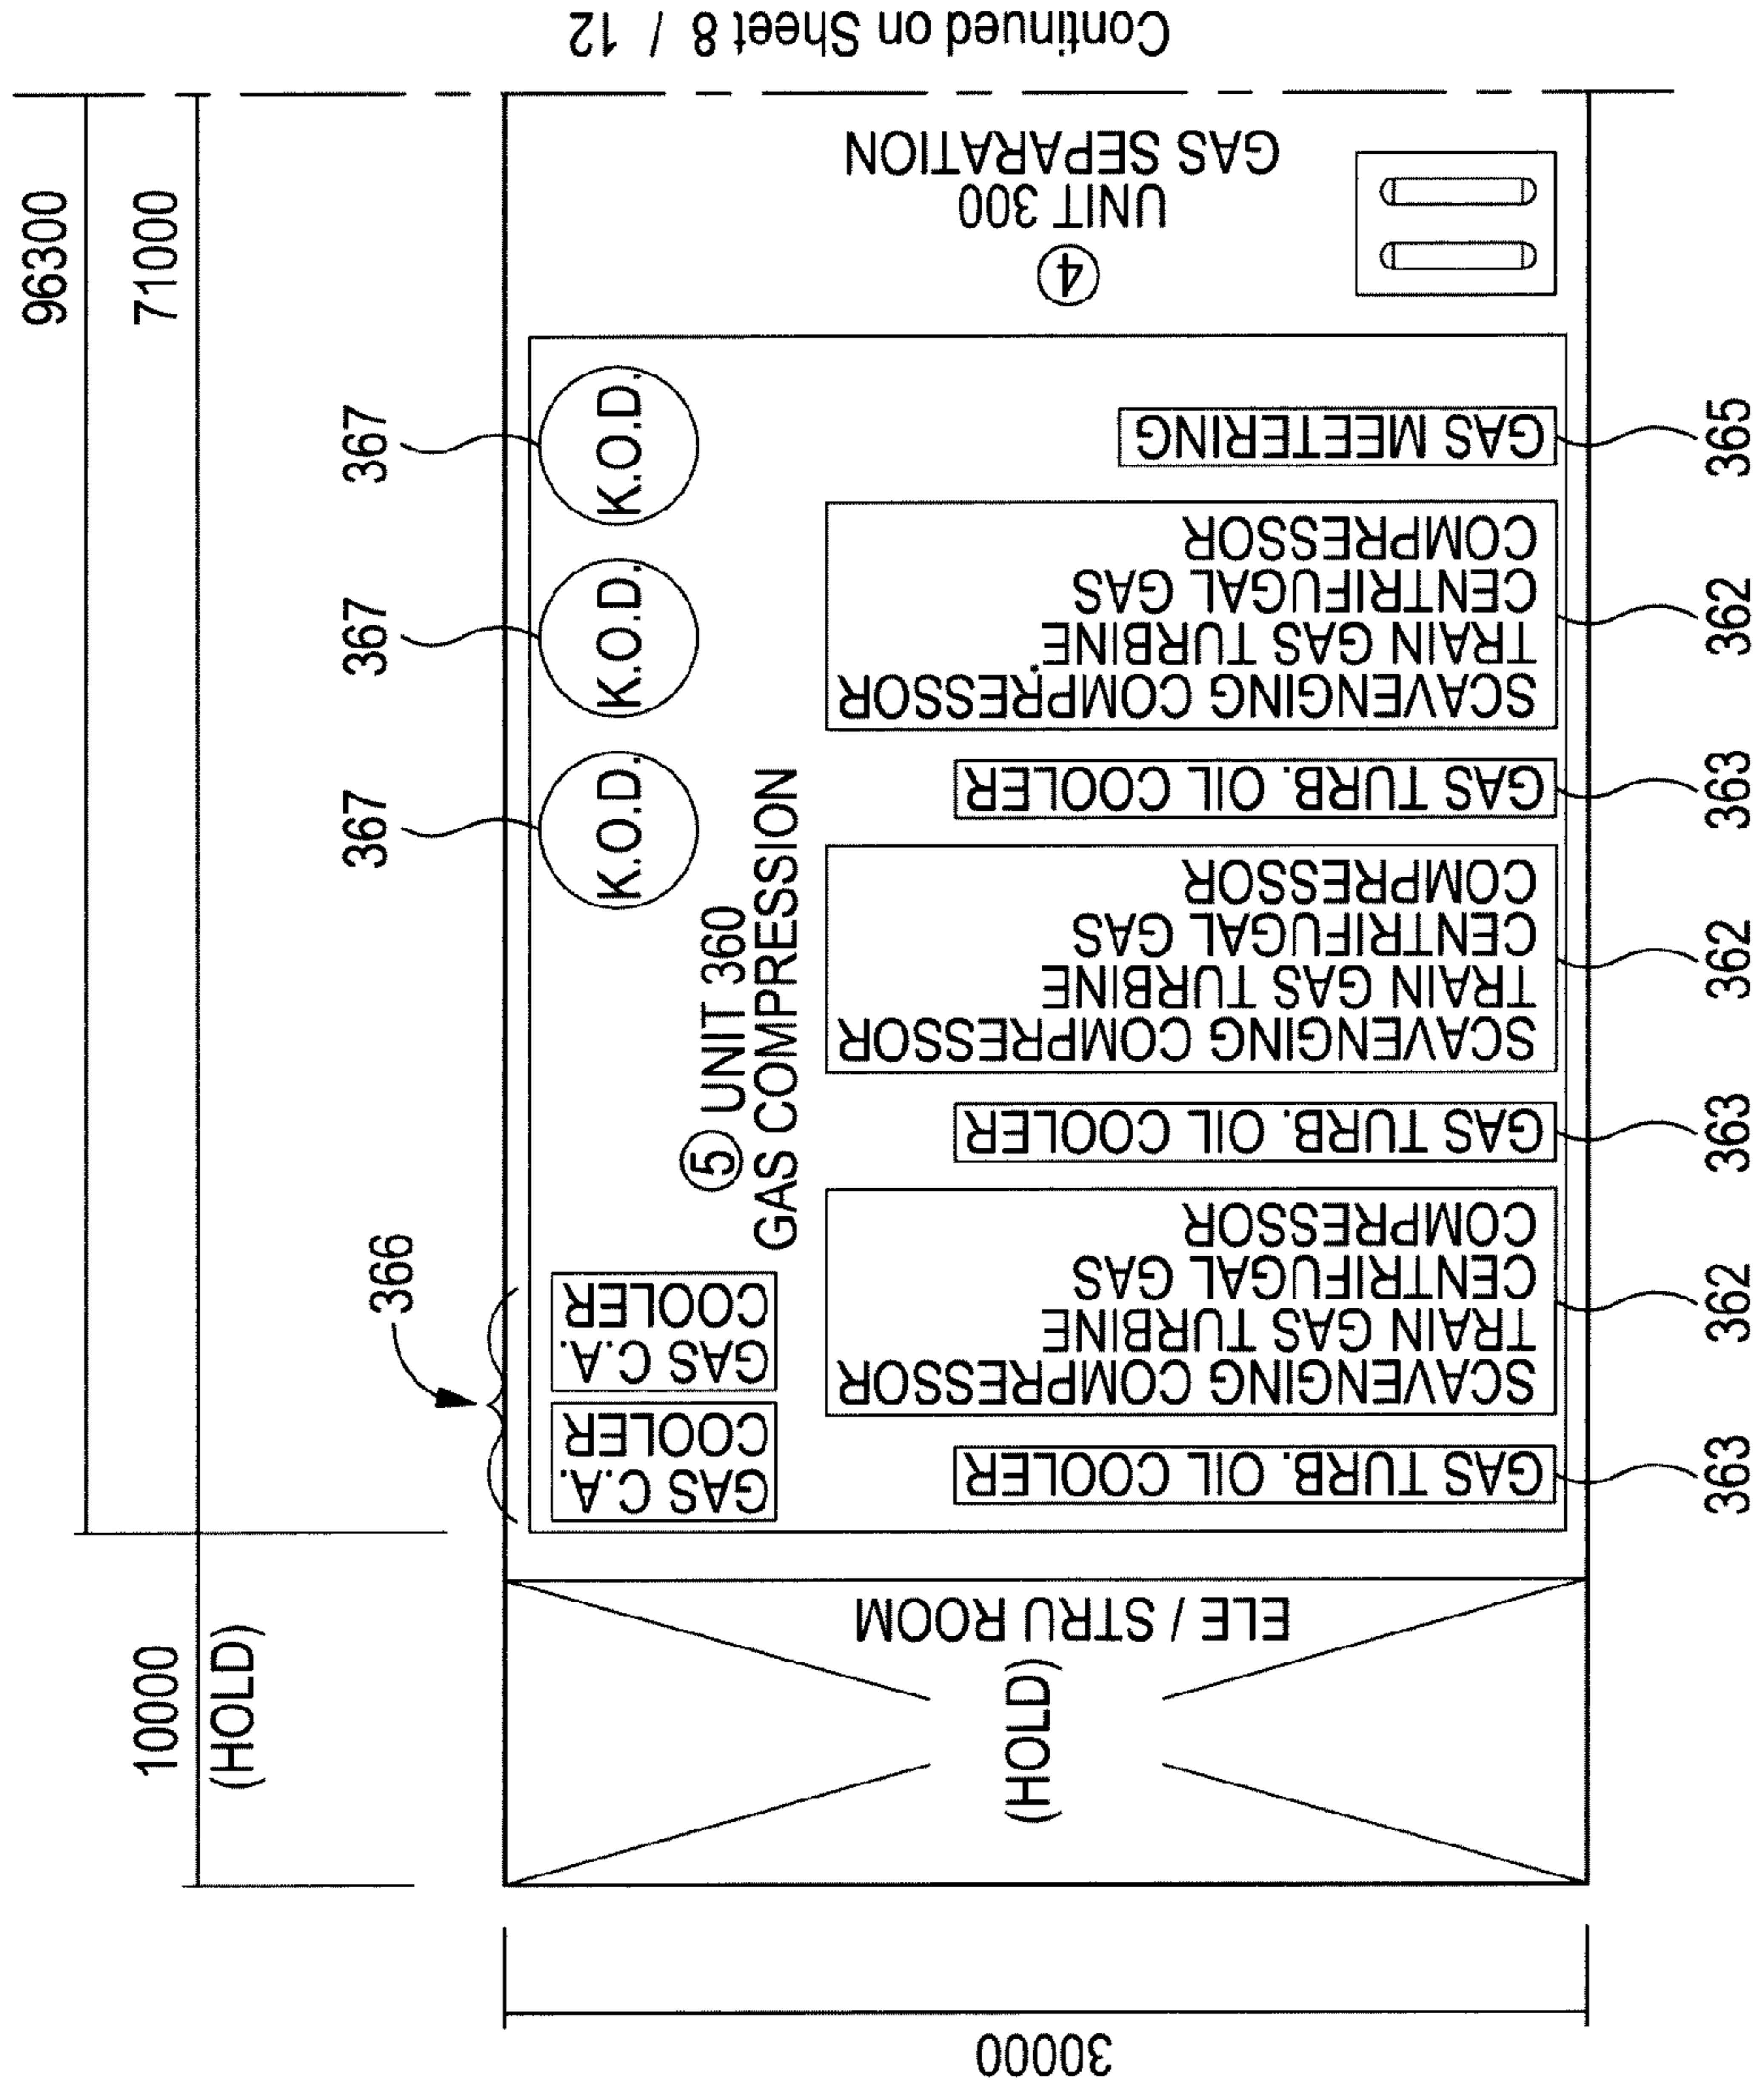 Continued on Sheet 8 / 12
96300
71000
GAS SEPARATION
UNIT 300
4
367
367
367
K.O.D.
K.O.D.
K.O.D.
GAS MEETERING
365
SCAVENGING COMPRESSOR
TRAIN GAS TURBINE
CENTRIFUGAL GAS
COMPRESSOR
362
GAS TURB. OIL COOLER
363
5 UNIT 360
GAS COMPRESSION
SCAVENGING COMPRESSOR
TRAIN GAS TURBINE
CENTRIFUGAL GAS
COMPRESSOR
362
GAS TURB. OIL COOLER
363
366
GAS C.A.
COOLER
GAS C.A.
COOLER
SCAVENGING COMPRESSOR
TRAIN GAS TURBINE
CENTRIFUGAL GAS
COMPRESSOR
362
GAS TURB. OIL COOLER
363
10000
(HOLD)
ELE / STRU ROOM
(HOLD)
30000